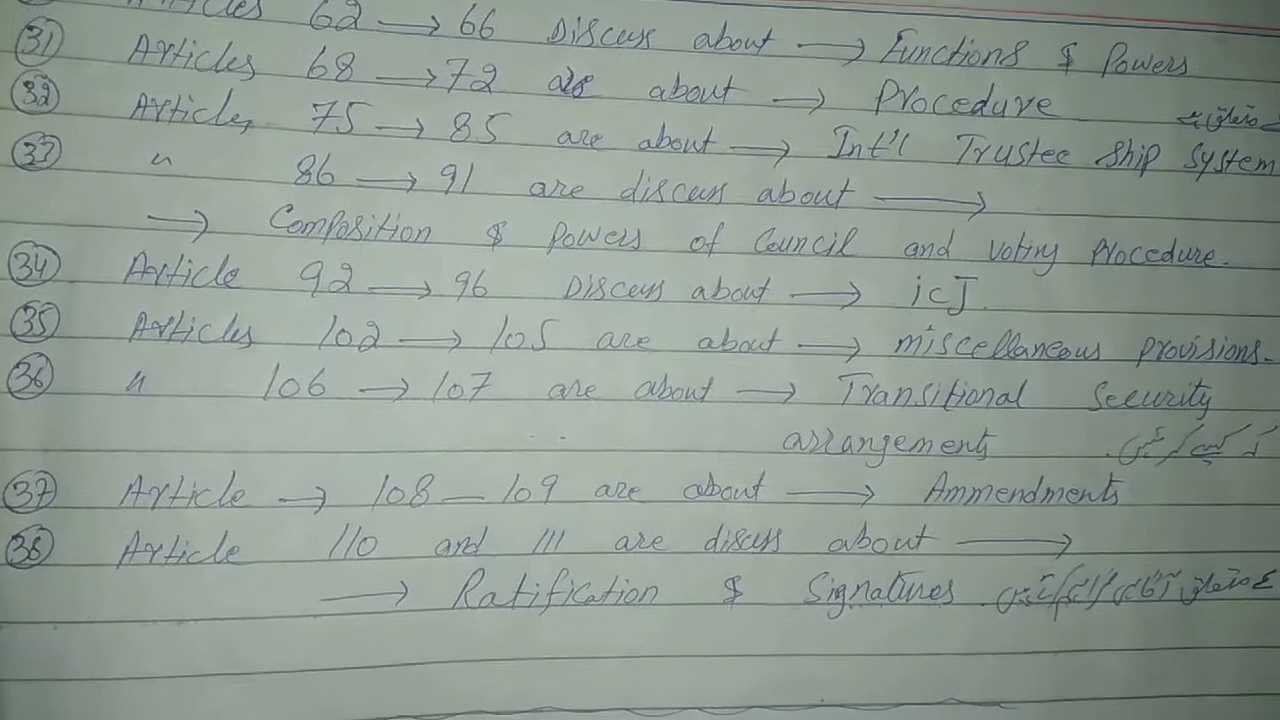 Articles 62 → 66 Discuss about → Functions $ Powers
31 Articles 68 → 72 are about → Procedure
32 Articles 75 → 85 are about → Int'l Trustee Ship System
33 " 86 → 91 are discuss about →
→ Composition $ Powers of Council and Voting Procedure.
34 Article 92 → 96 Discuss about → icJ.
35 Articles 102 → 105 are about → miscellaneous provisions.
36 " 106 → 107 are about → Transitional Security
arrangements
37 Article → 108 — 109 are about → Ammendments
38 Article 110 and 111 are discuss about →
→ Ratification $ Signatures